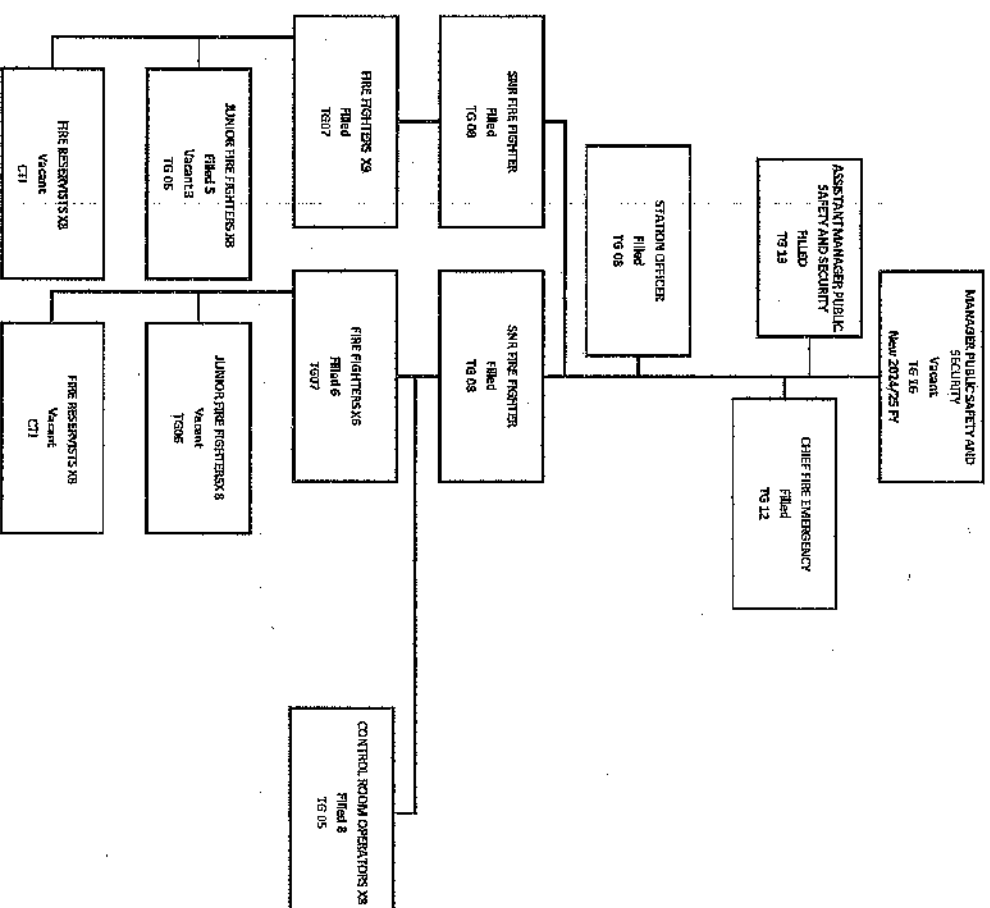 MANAGER PUBLIC SAFETY AND
SECURITY
Vacant
TG 16
New 2024/25 FY
ASSISTANT MANAGER PUBLIC
SAFETY AND SECURITY
FILLED
TG 13
CHIEF FIRE EMERGENCY
Filled
TG 12
STATION OFFICER
Filled
TG 08
SNR FIRE FIGHTER
Filled
TG 08
SNR FIRE FIGHTER
Filled
TG 08
FIRE FIGHTERS X9
Filled
TG07
FIRE FIGHTERS X6
Filled 6
TG07
CONTROL ROOM OPERATORS X8
Filled 8
TG 05
JUNIOR FIRE FIGHTERS X8
Filled 5
Vacant 3
TG 06
JUNIOR FIRE FIGHTERS X 8
Vacant
TG06
FIRE RESERVISTS X8
Vacant
FIRE RESERVISTS X8
Vacant